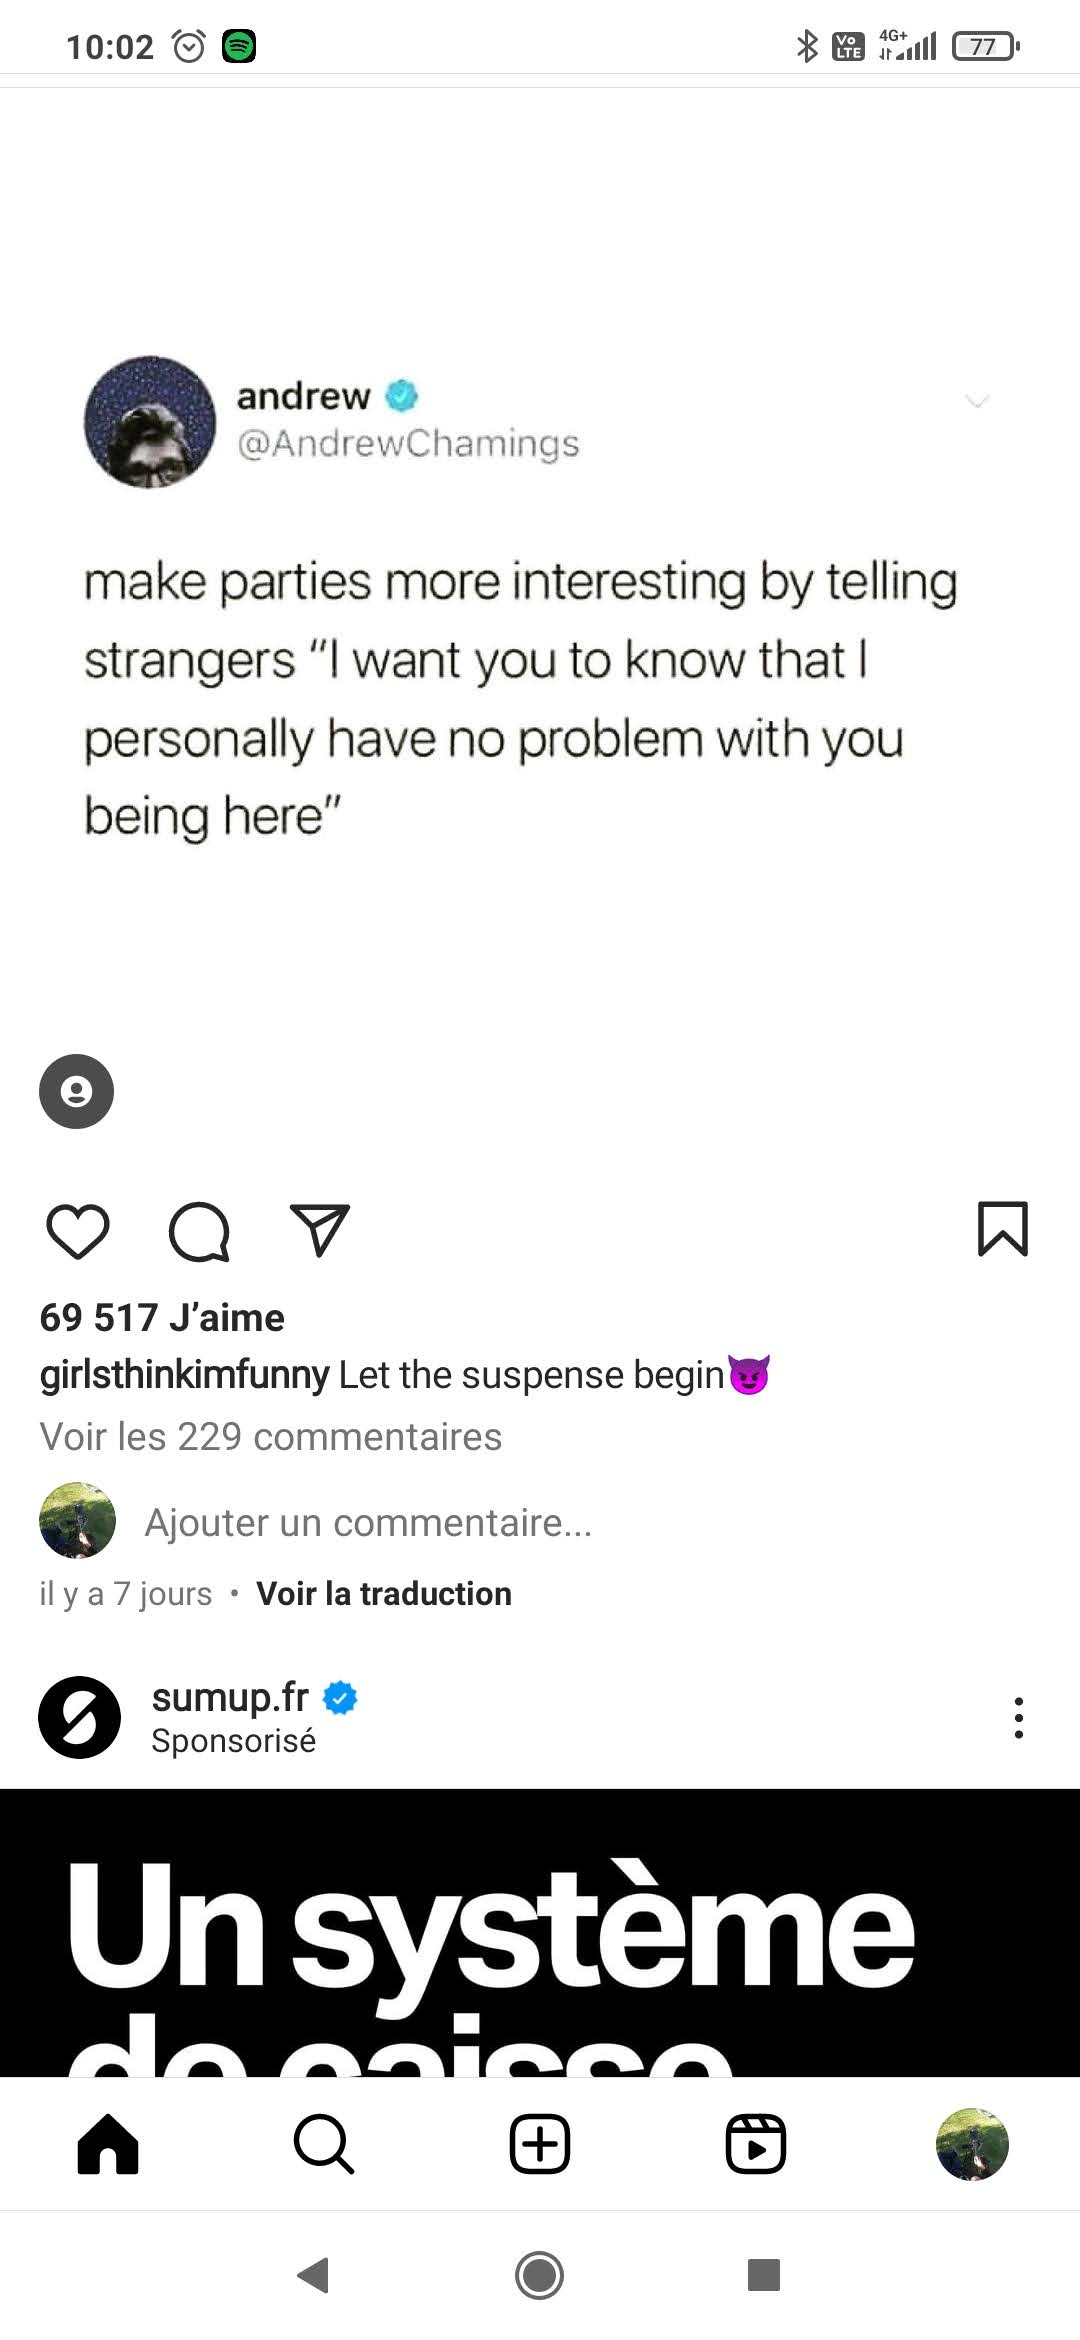 10:02
Vo LTE 4G+ 77
andrew
@AndrewChamings
make parties more interesting by telling
strangers "I want you to know that I
personally have no problem with you
being here"
69 517 J’aime
girlsthinkimfunny Let the suspense begin😈
Voir les 229 commentaires
Ajouter un commentaire...
il y a 7 jours • Voir la traduction
sumup.fr
Sponsorisé
Un système
de caisse